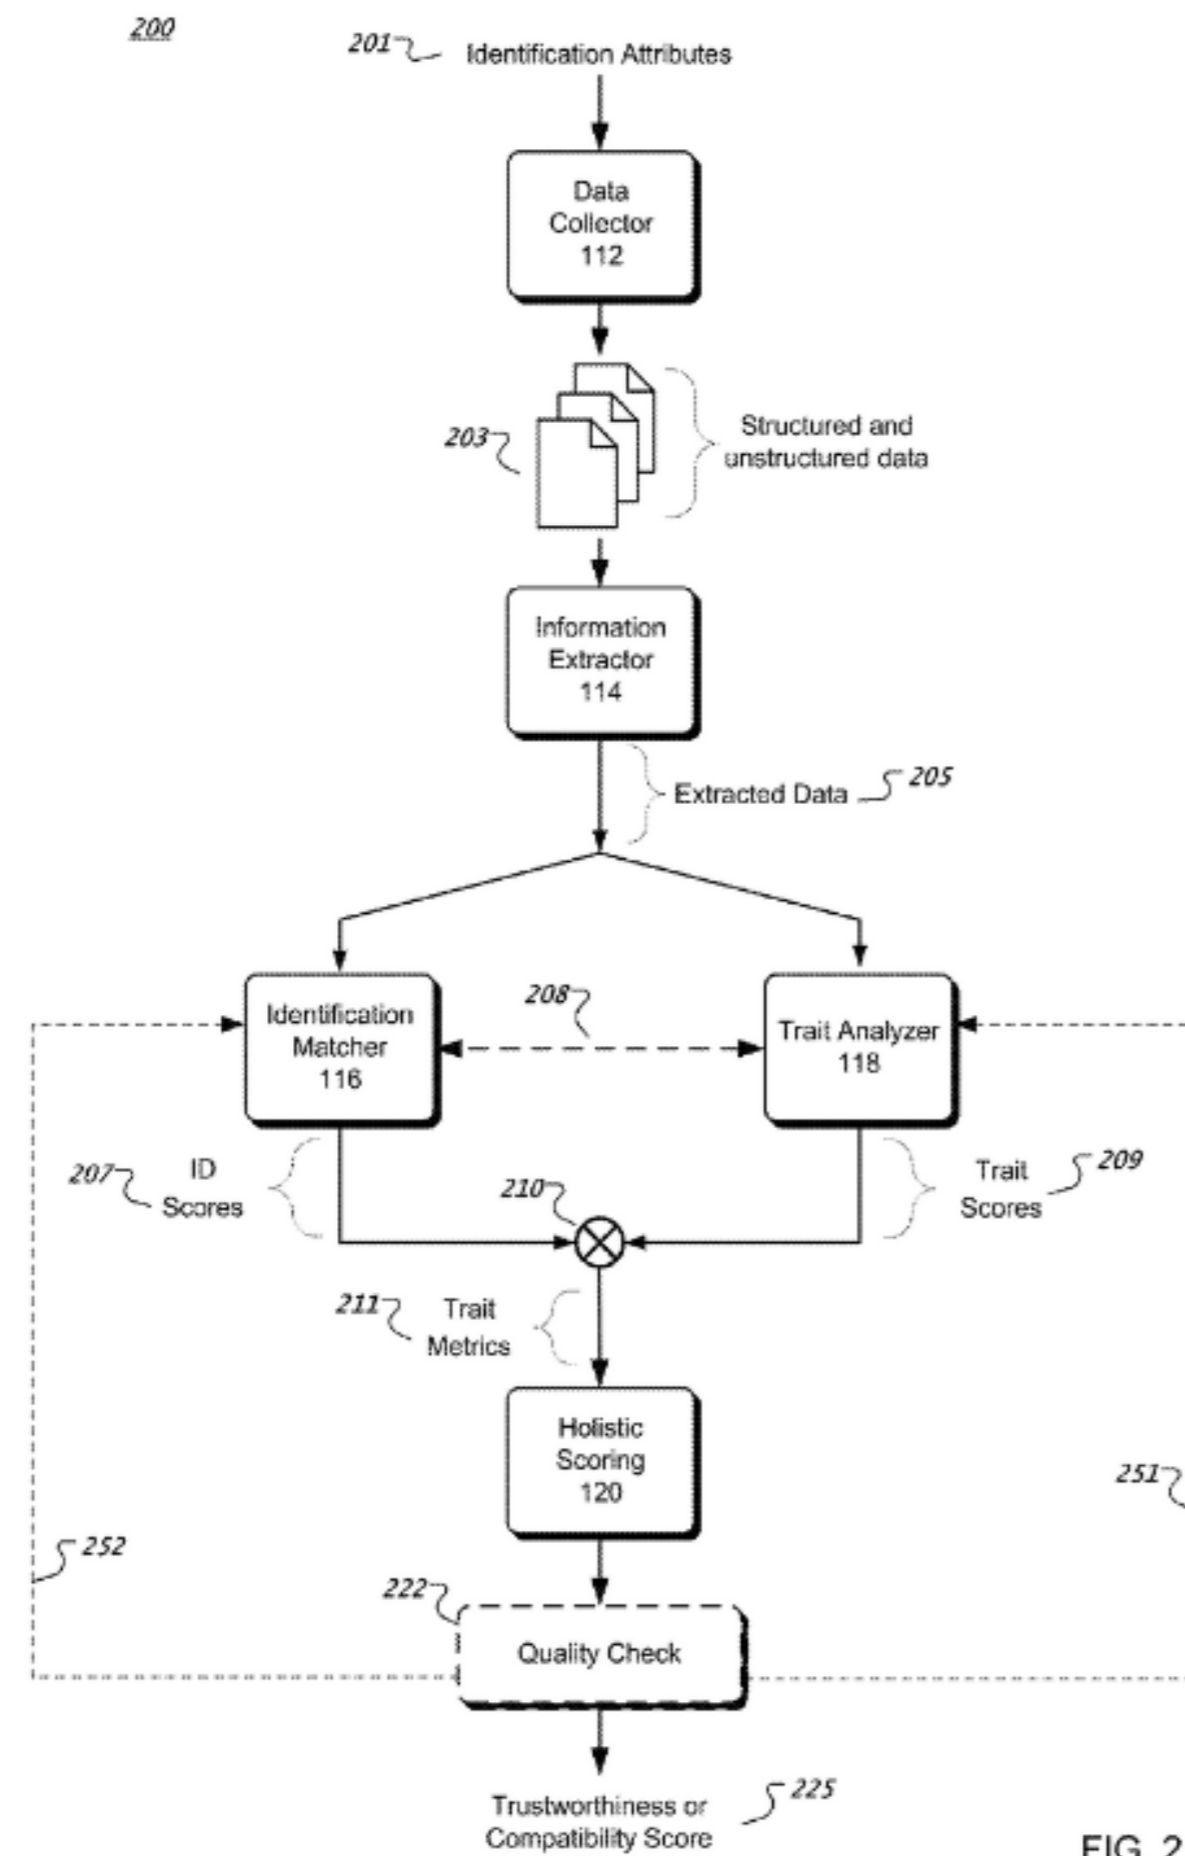 200
201 Identification Attributes
Data
Collector
112
203
Structured and
unstructured data
Information
Extractor
114
Extracted Data 205
Identification
Matcher
116
208
Trait Analyzer
118
207
ID
Scores
210
Trait
Scores
209
211
Trait
Metrics
Holistic
Scoring
120
251
252
222
Quality Check
225
Trustworthiness or
Compatibility Score
FIG. 2